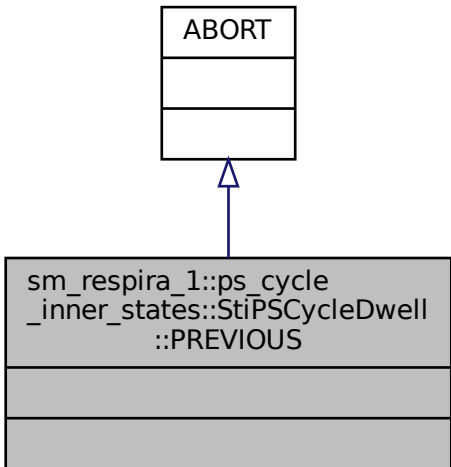 ABORT
sm_respira_1::ps_cycle
_inner_states::StiPSCycleDwell
::PREVIOUS